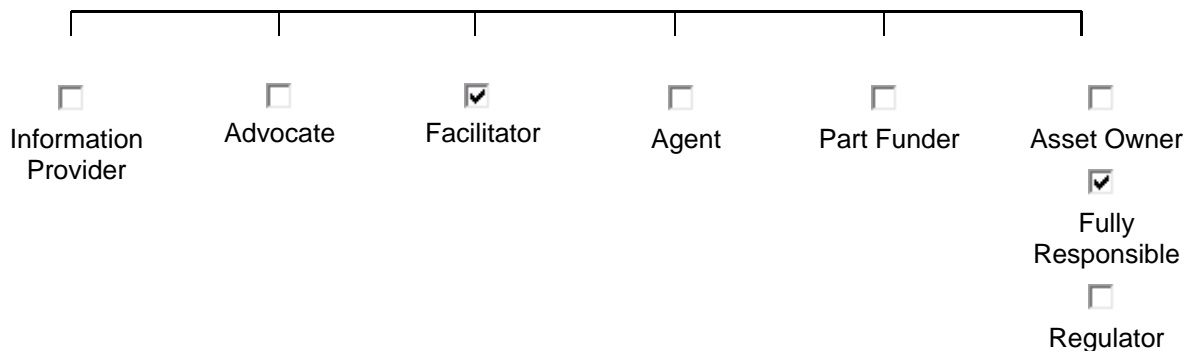 Information
Provider
Advocate
Facilitator
Agent
Part Funder
Asset Owner
Fully
Responsible
Regulator